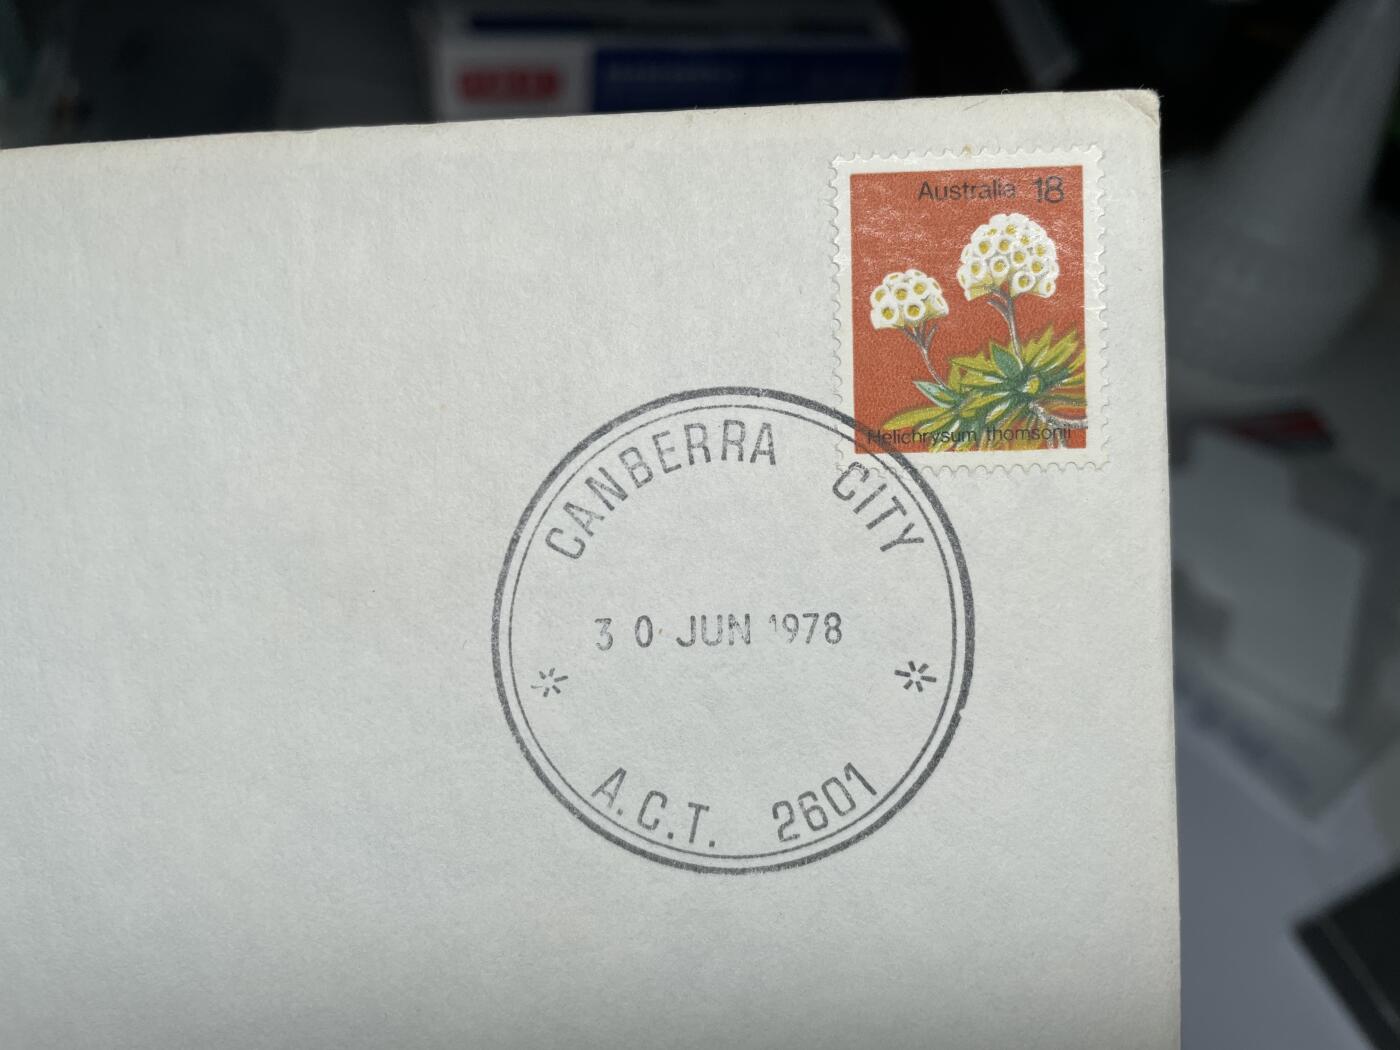 Australia 18
Helichrysum thomsonii
CANBERRA CITY
30 JUN 1978
A.C.T. 2601